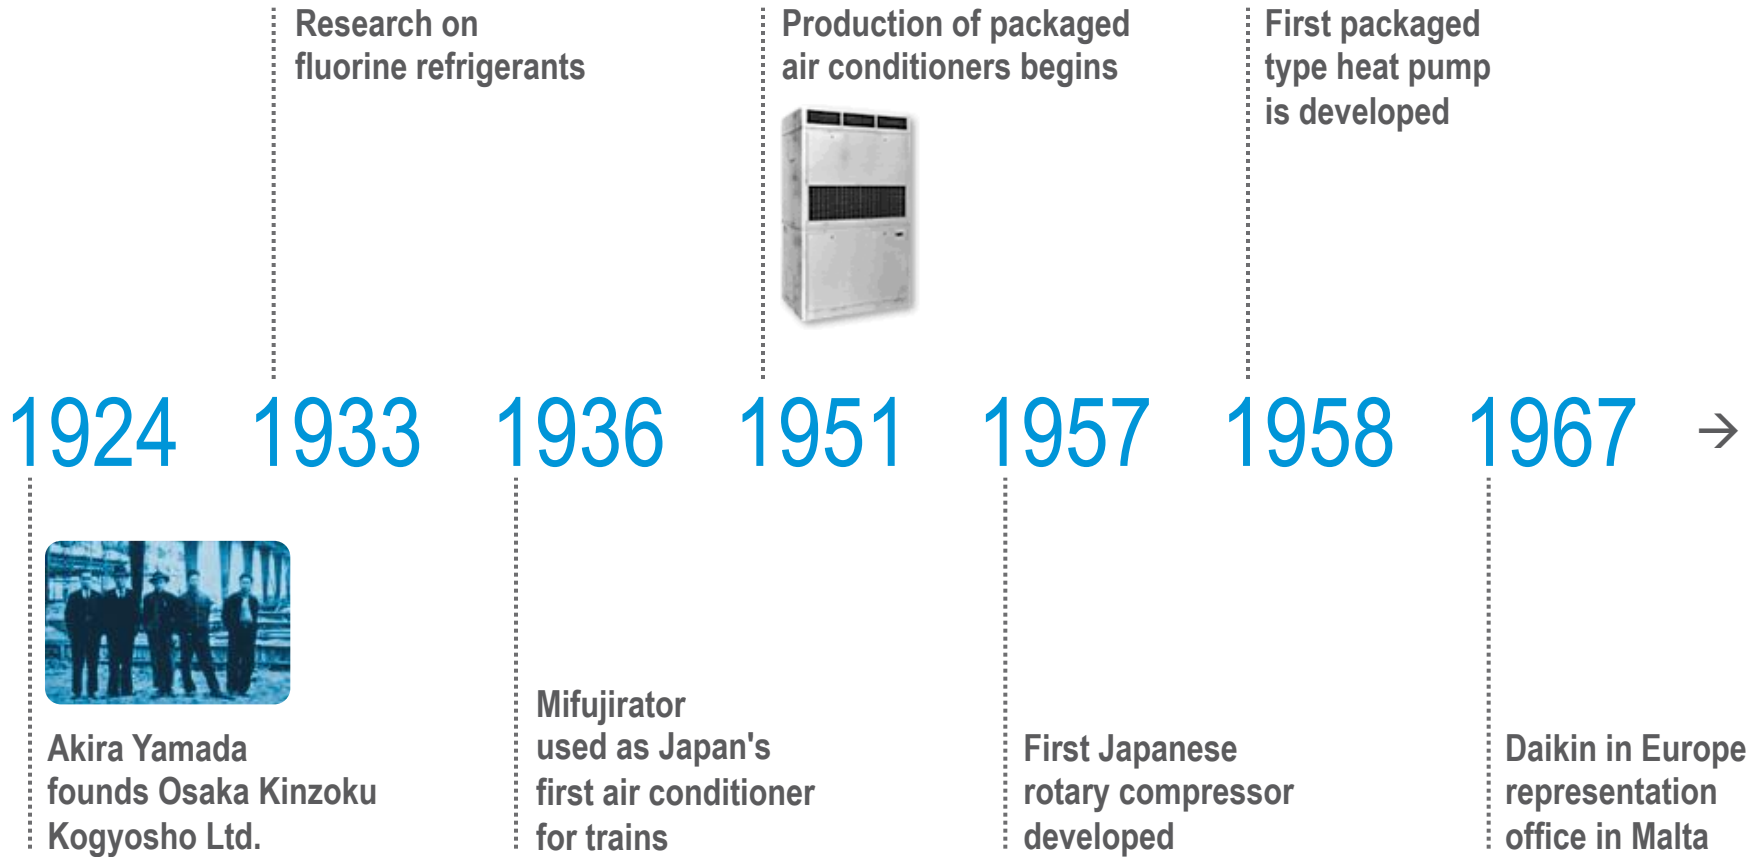 Research on
fluorine refrigerants
Production of packaged
air conditioners begins
First packaged
type heat pump
is developed
1924 1933 1936 1951 1957 1958 1967 →
Akira Yamada
founds Osaka Kinzoku
Kogyosho Ltd.
Mifujirator
used as Japan's
first air conditioner
for trains
First Japanese
rotary compressor
developed
Daikin in Europe
representation
office in Malta